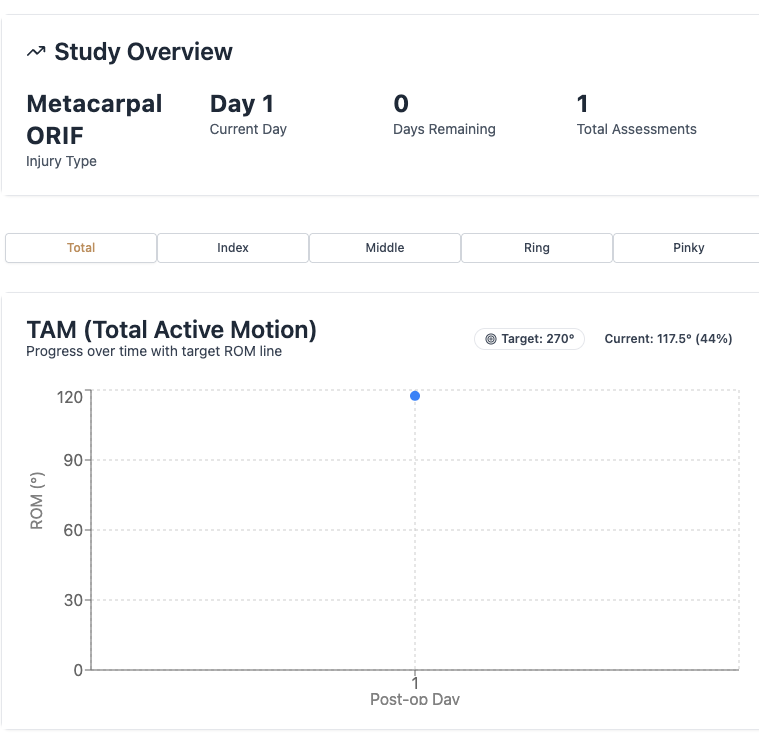 Study Overview
Metacarpal
ORIF
Injury Type
Day 1
Current Day
0
Days Remaining
1
Total Assessments
Total
Index
Middle
Ring
Pinky
TAM (Total Active Motion)
Progress over time with target ROM line
Target: 270°
Current: 117.5° (44%)
120
90
60
30
0
ROM (°)
1
Post-op Day